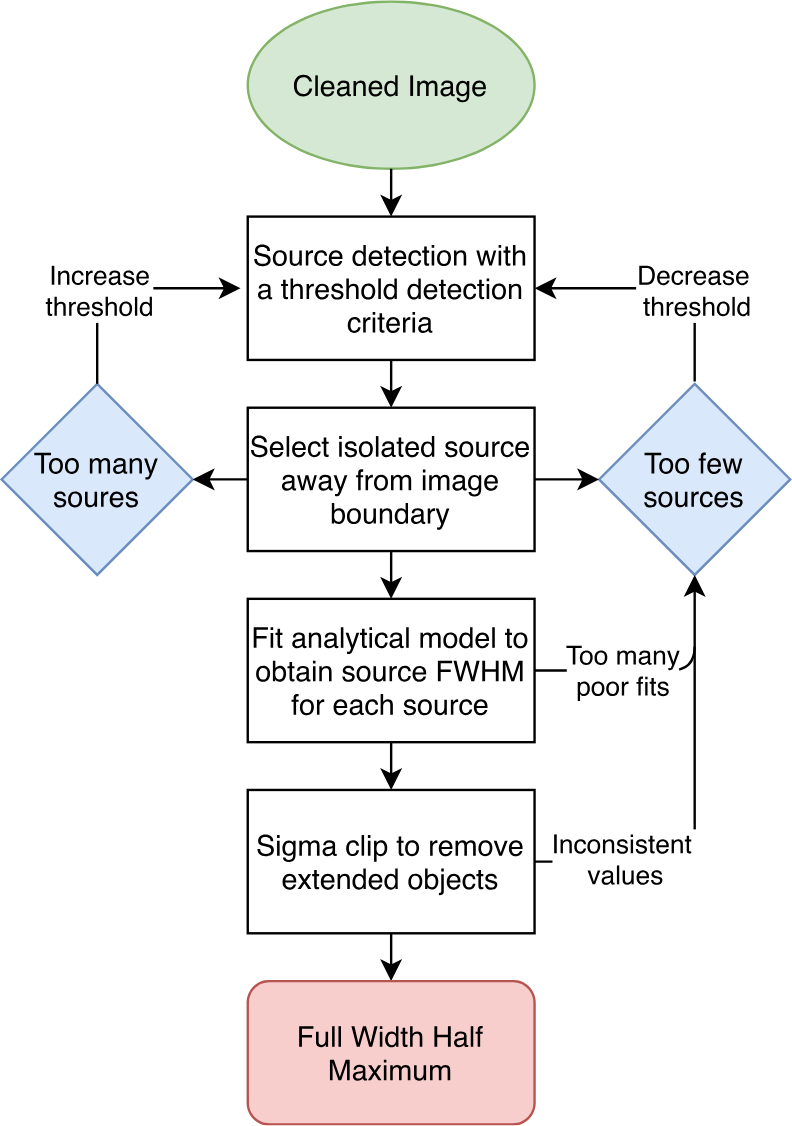 Cleaned Image
Source detection with
a threshold detection
criteria
Increase
threshold
Decrease
threshold
Select isolated source
away from image
boundary
Too many
soures
Too few
sources
Fit analytical model to
obtain source FWHM
for each source
Too many
poor fits
Sigma clip to remove
extended objects
Inconsistent
values
Full Width Half
Maximum